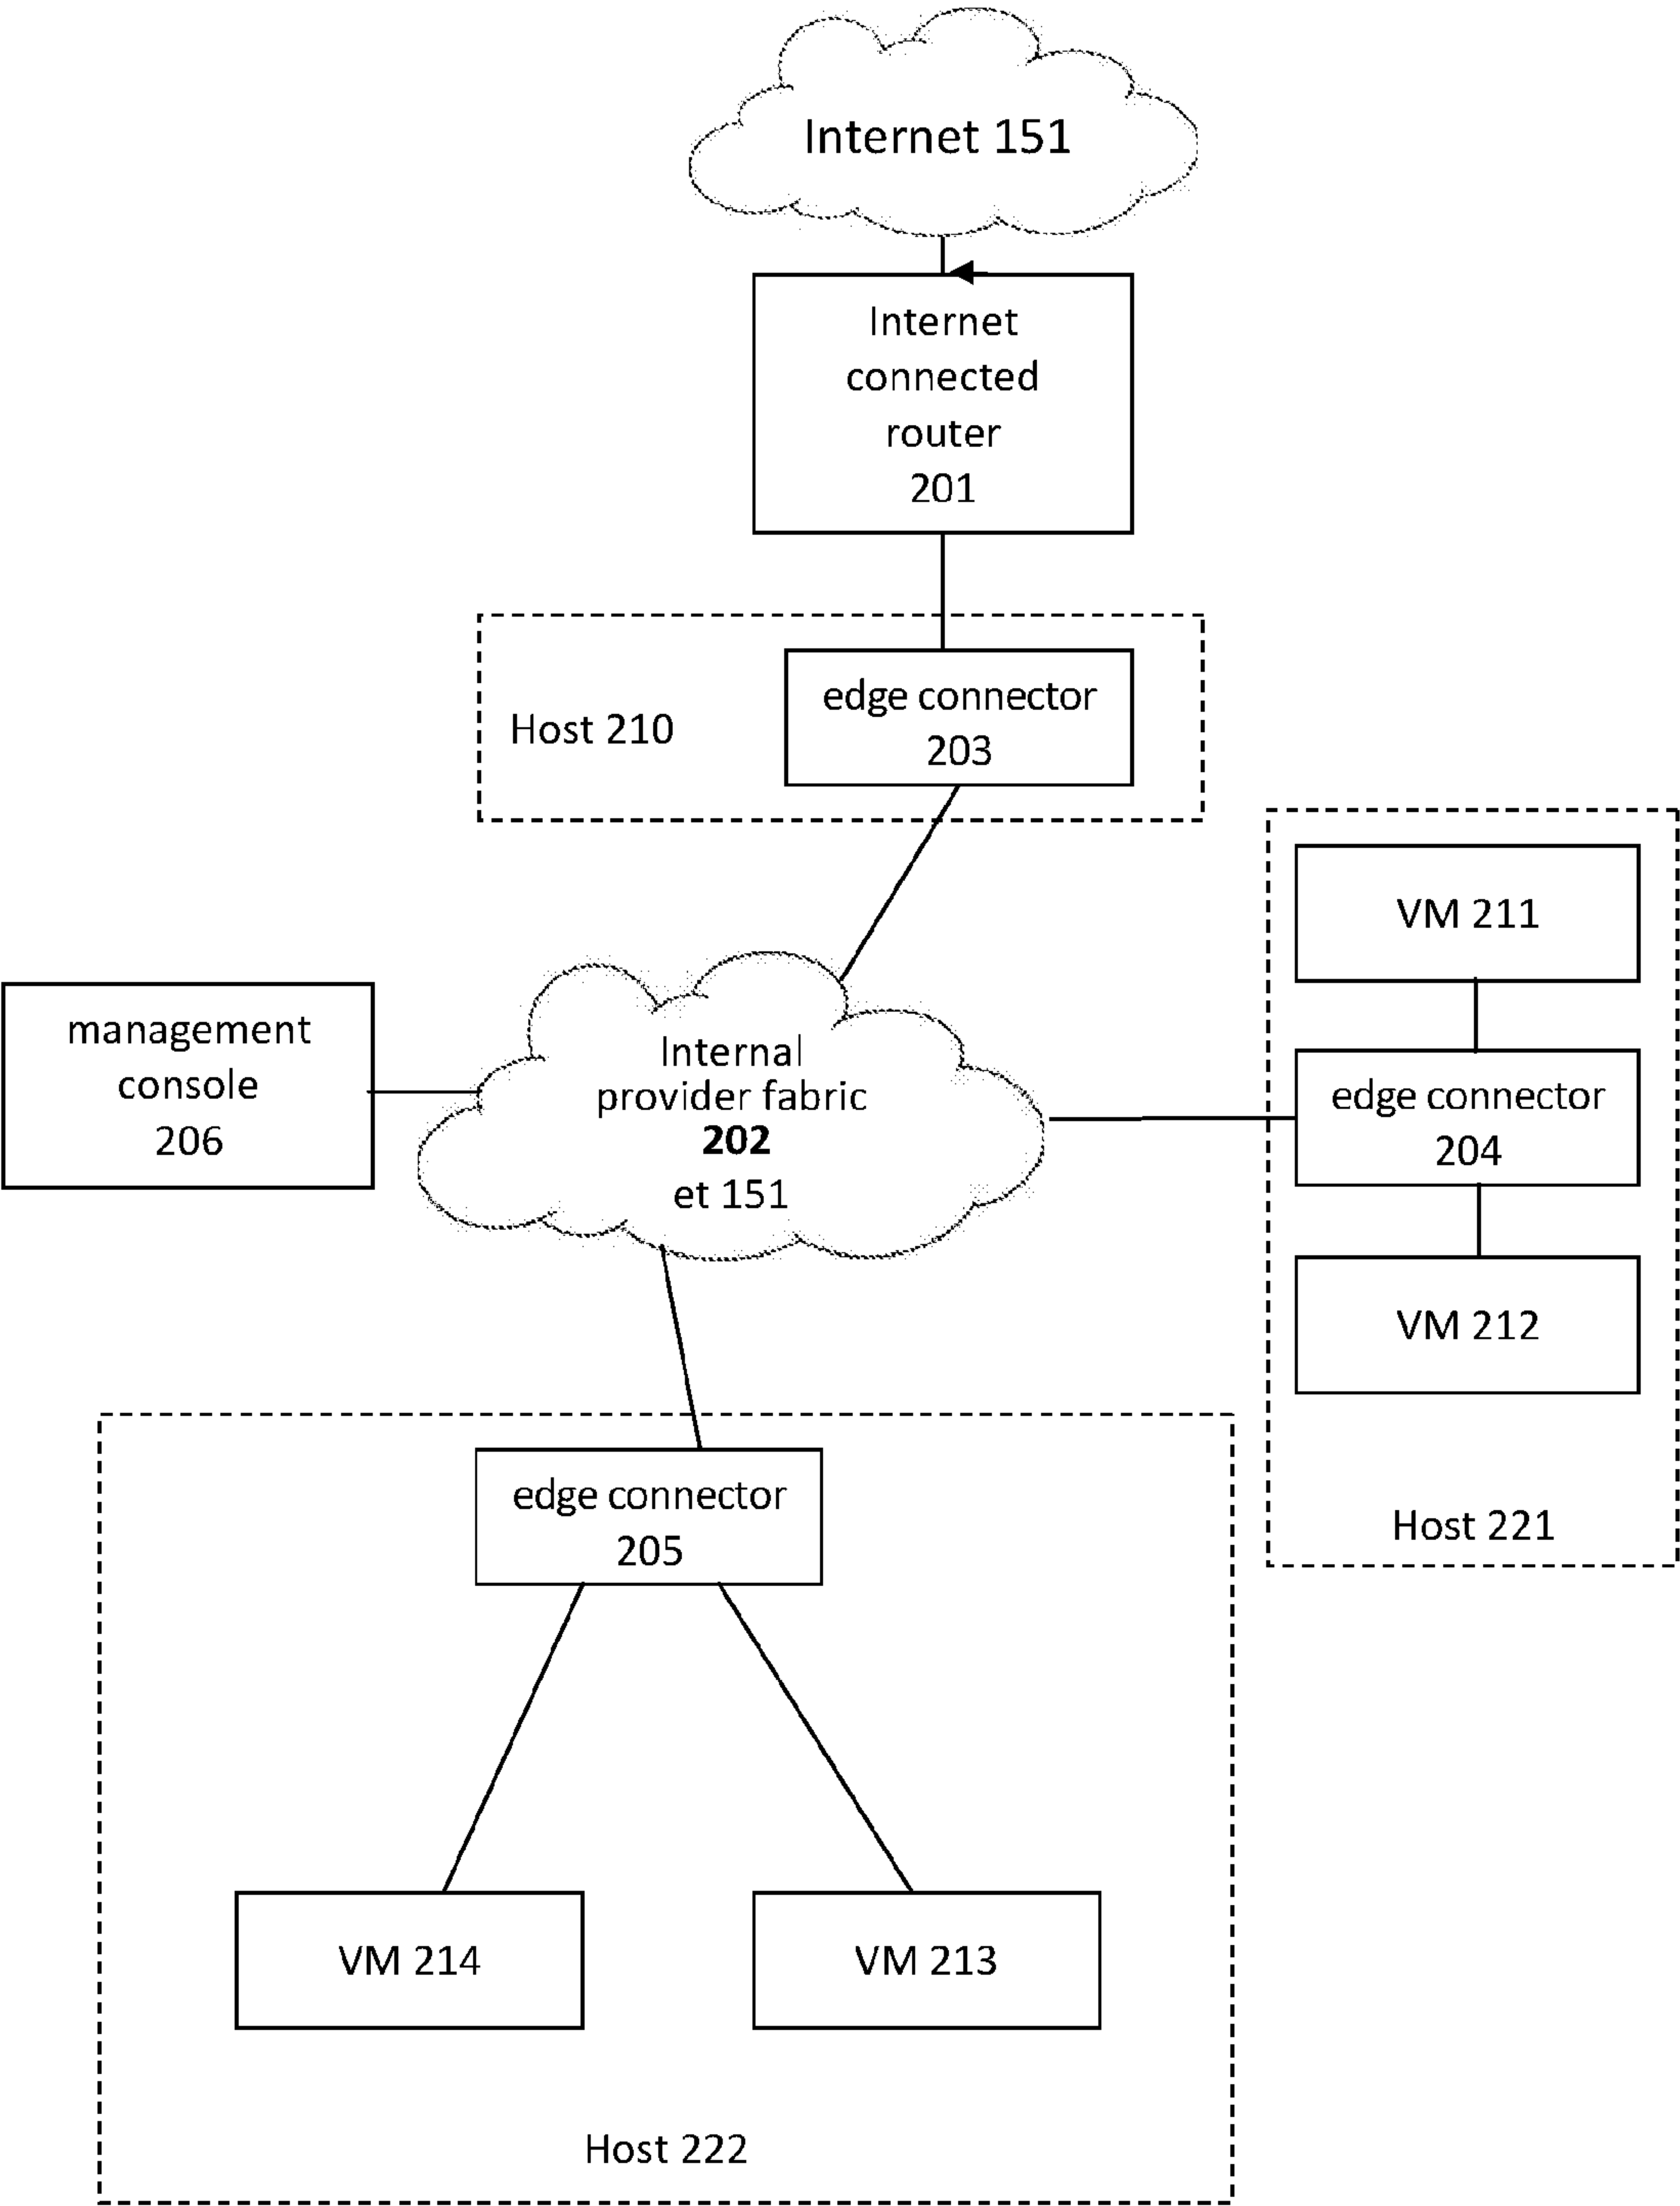 Internet 151
Internet
connected
router
201
Host 210
edge connector
203
VM 211
management
console
206
Internal
provider fabric
202
et 151
edge connector
204
VM 212
edge connector
205
Host 221
VM 214
VM 213
Host 222